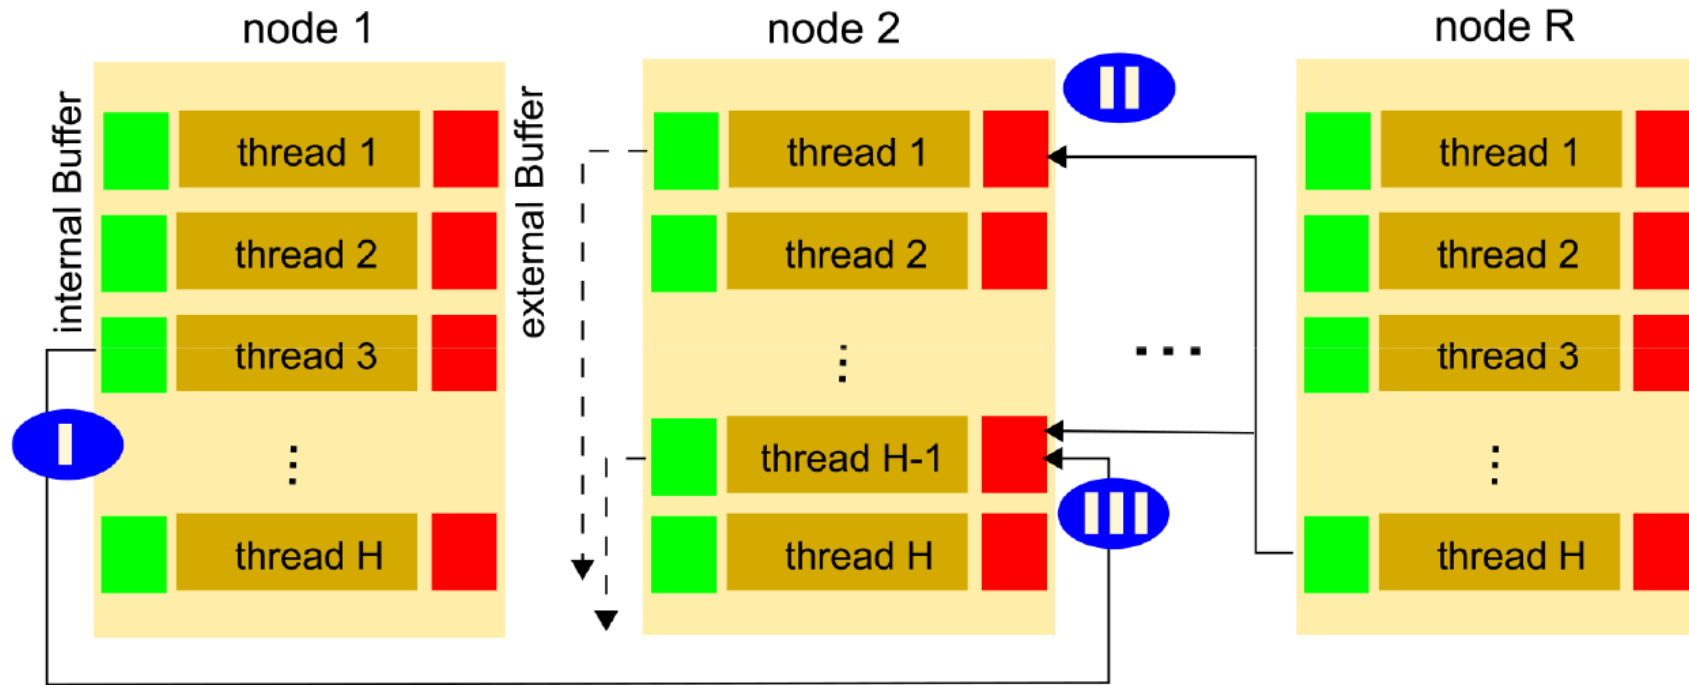 node 1
internal Buffer
thread 1
thread 2
thread 3
⋮
thread H
external Buffer
I
node 2
II
thread 1
thread 2
⋮
thread H-1
thread H
III
...
node R
thread 1
thread 2
thread 3
⋮
thread H